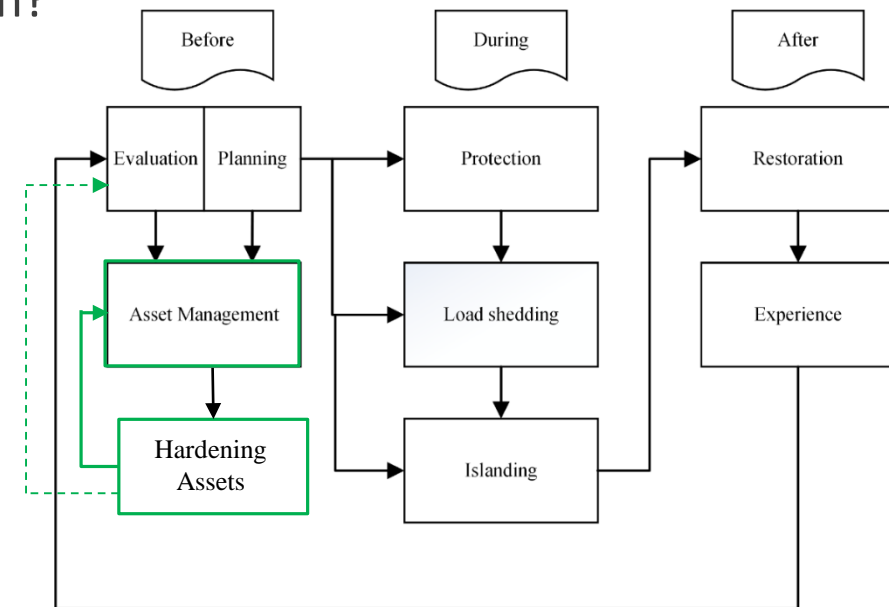 Before
During
After
Evaluation
Planning
Protection
Restoration
Asset Management
Load shedding
Experience
Hardening
Assets
Islanding